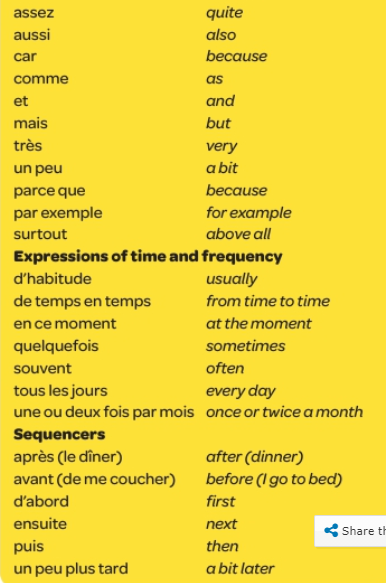 assez quite
aussi also
car because
comme as
et and
mais but
très very
un peu a bit
parce que because
par exemple for example
surtout above all
Expressions of time and frequency
d'habitude usually
de temps en temps from time to time
en ce moment at the moment
quelquefois sometimes
souvent often
tous les jours every day
une ou deux fois par mois once or twice a month
Sequencers
après (le dîner) after (dinner)
avant (de me coucher) before (I go to bed)
d'abord first
ensuite next
Share th
puis then
un peu plus tard a bit later